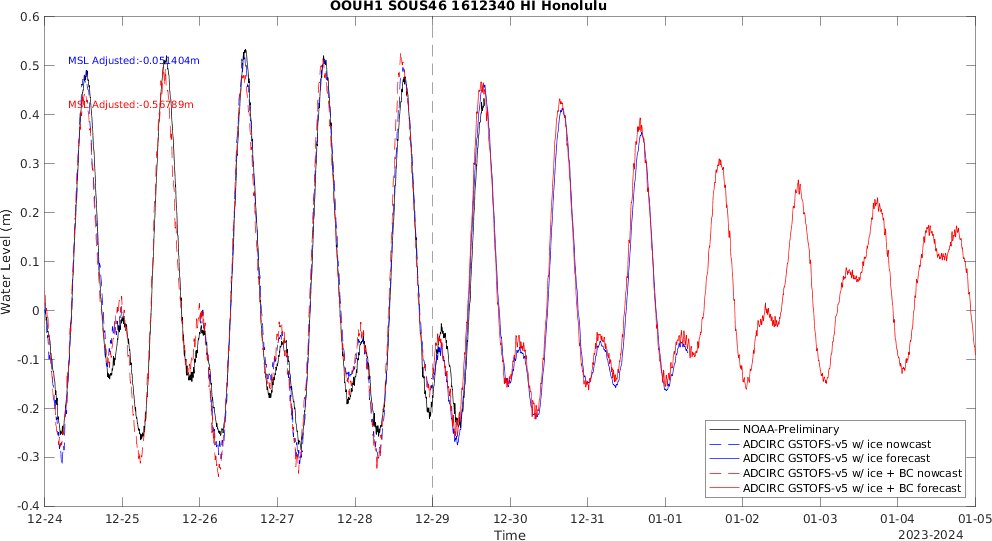 OOUH1 SOUS46 1612340 HI Honolulu
0.6
0.5
0.4
0.3
0.2
0.1
0
-0.1
-0.2
-0.3
-0.4
Water Level (m)
MSL Adjusted:-0.051404m
MSL Adjusted:-0.56789m
NOAA-Preliminary
ADCIRC GSTOFS-v5 w/ ice nowcast
ADCIRC GSTOFS-v5 w/ ice forecast
ADCIRC GSTOFS-v5 w/ ice + BC nowcast
ADCIRC GSTOFS-v5 w/ ice + BC forecast
12-24 12-25 12-26 12-27 12-28 12-29 12-30 12-31 01-01 01-02 01-03 01-04 01-05
Time
2023-2024